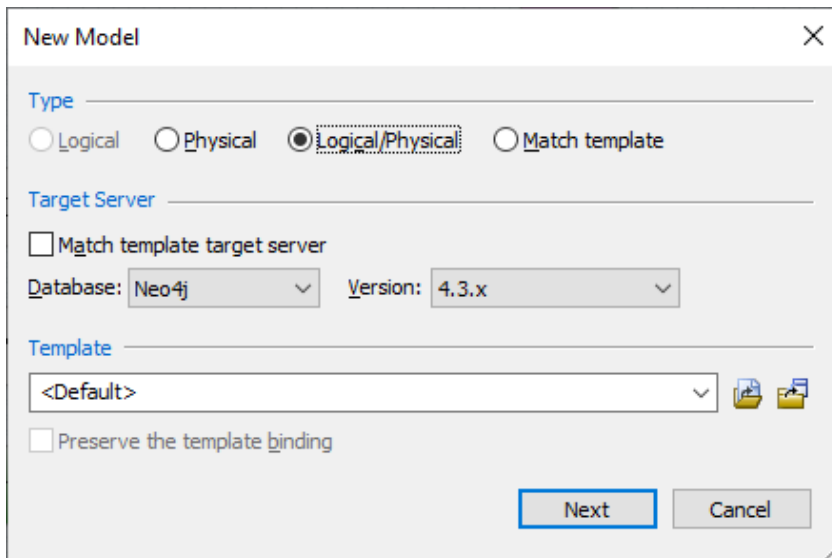 New Model
Type
Logical Physical Logical/Physical Match template
Target Server
Match template target server
Database: Neo4j Version: 4.3.x
Template
<Default>
Preserve the template binding
Next Cancel